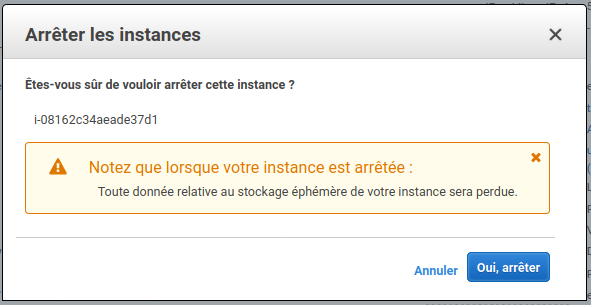 Arrêter les instances
Êtes-vous sûr de vouloir arrêter cette instance ?
i-08162c34aeade37d1
Notez que lorsque votre instance est arrêtée :
Toute donnée relative au stockage éphémère de votre instance sera perdue.
Annuler
Oui, arrêter